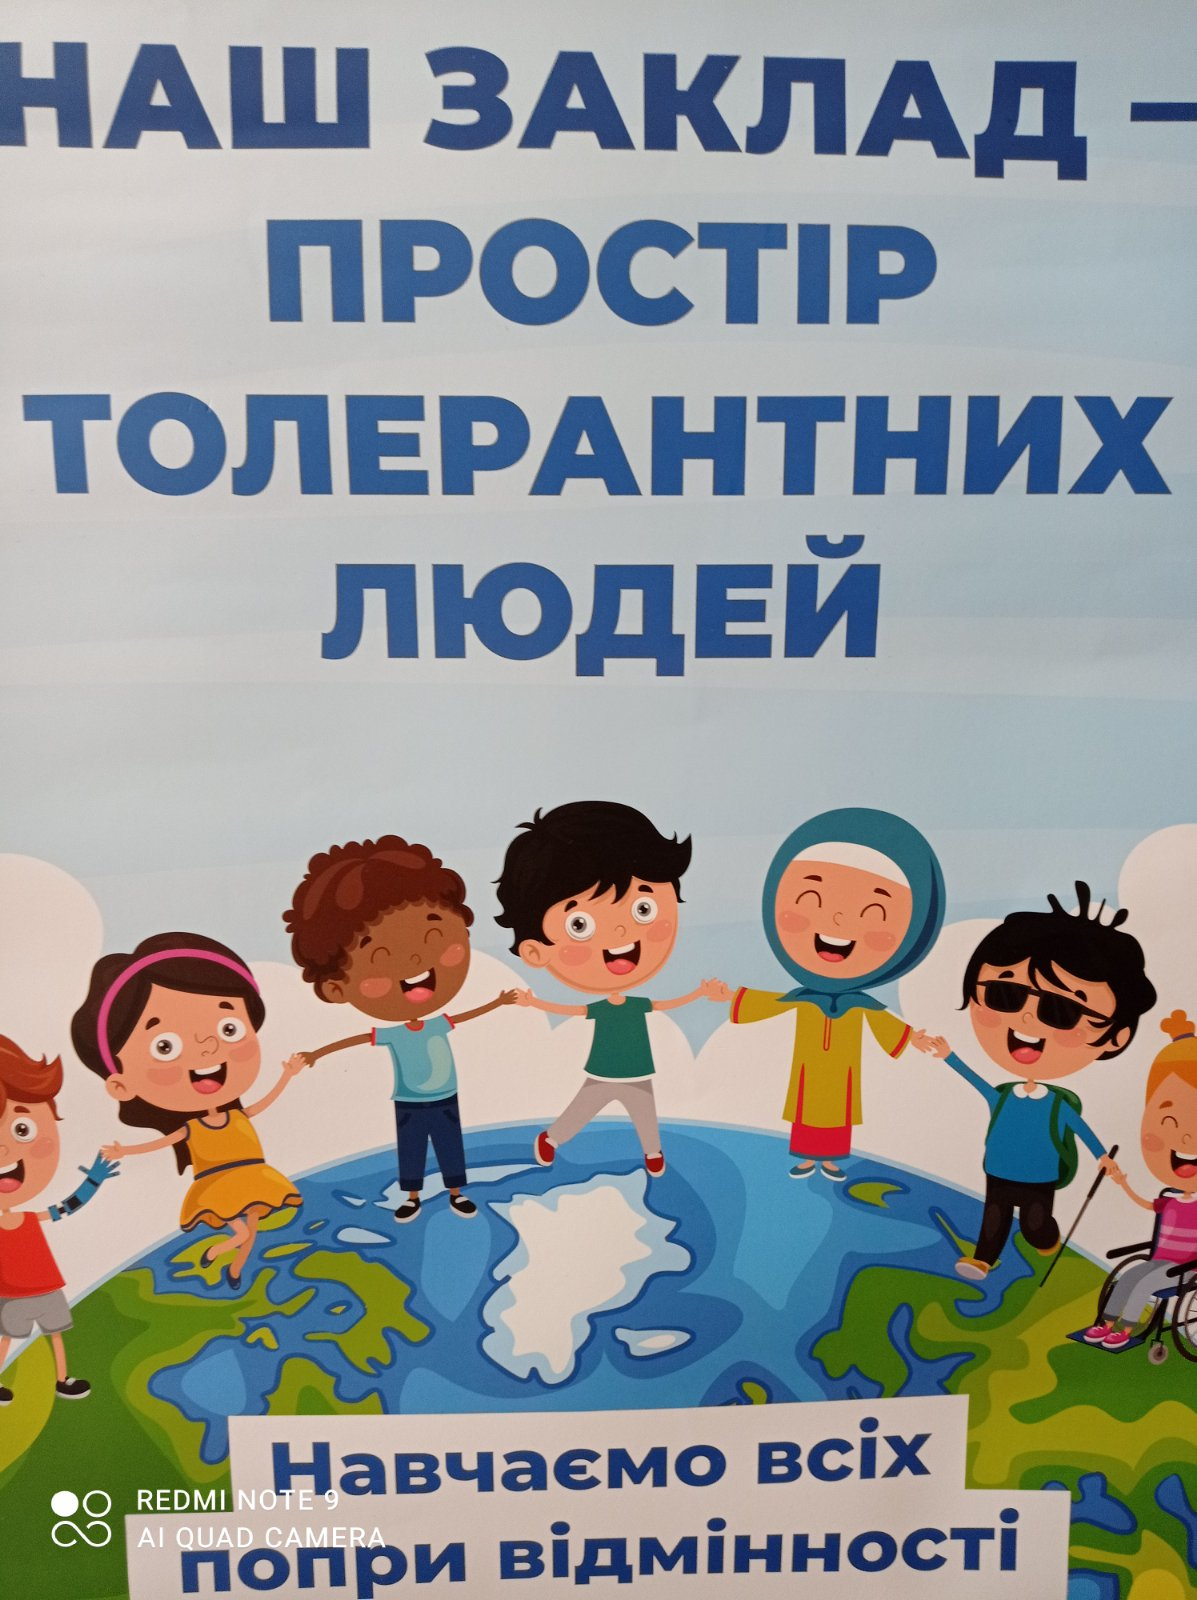 НАШ ЗАКЛАД –
ПРОСТІР
ТОЛЕРАНТНИХ
ЛЮДЕЙ
Навчаємо всіх
попри відмінності
REDMI NOTE 9
AI QUAD CAMERA